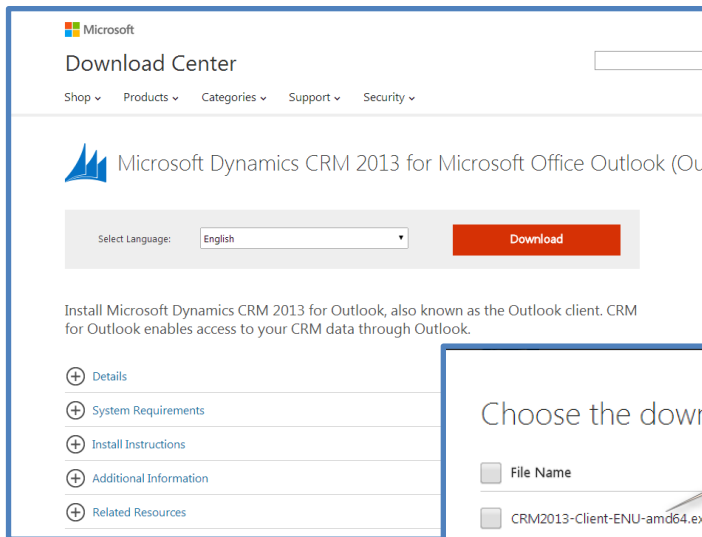 Microsoft
Download Center
Shop Products Categories Support Security
Microsoft Dynamics CRM 2013 for Microsoft Office Outlook (Ou
Select Language: English Download
Install Microsoft Dynamics CRM 2013 for Outlook, also known as the Outlook client. CRM
for Outlook enables access to your CRM data through Outlook.
Details
System Requirements
Install Instructions
Additional Information
Related Resources
Choose the down
File Name
CRM2013-Client-ENU-amd64.ex